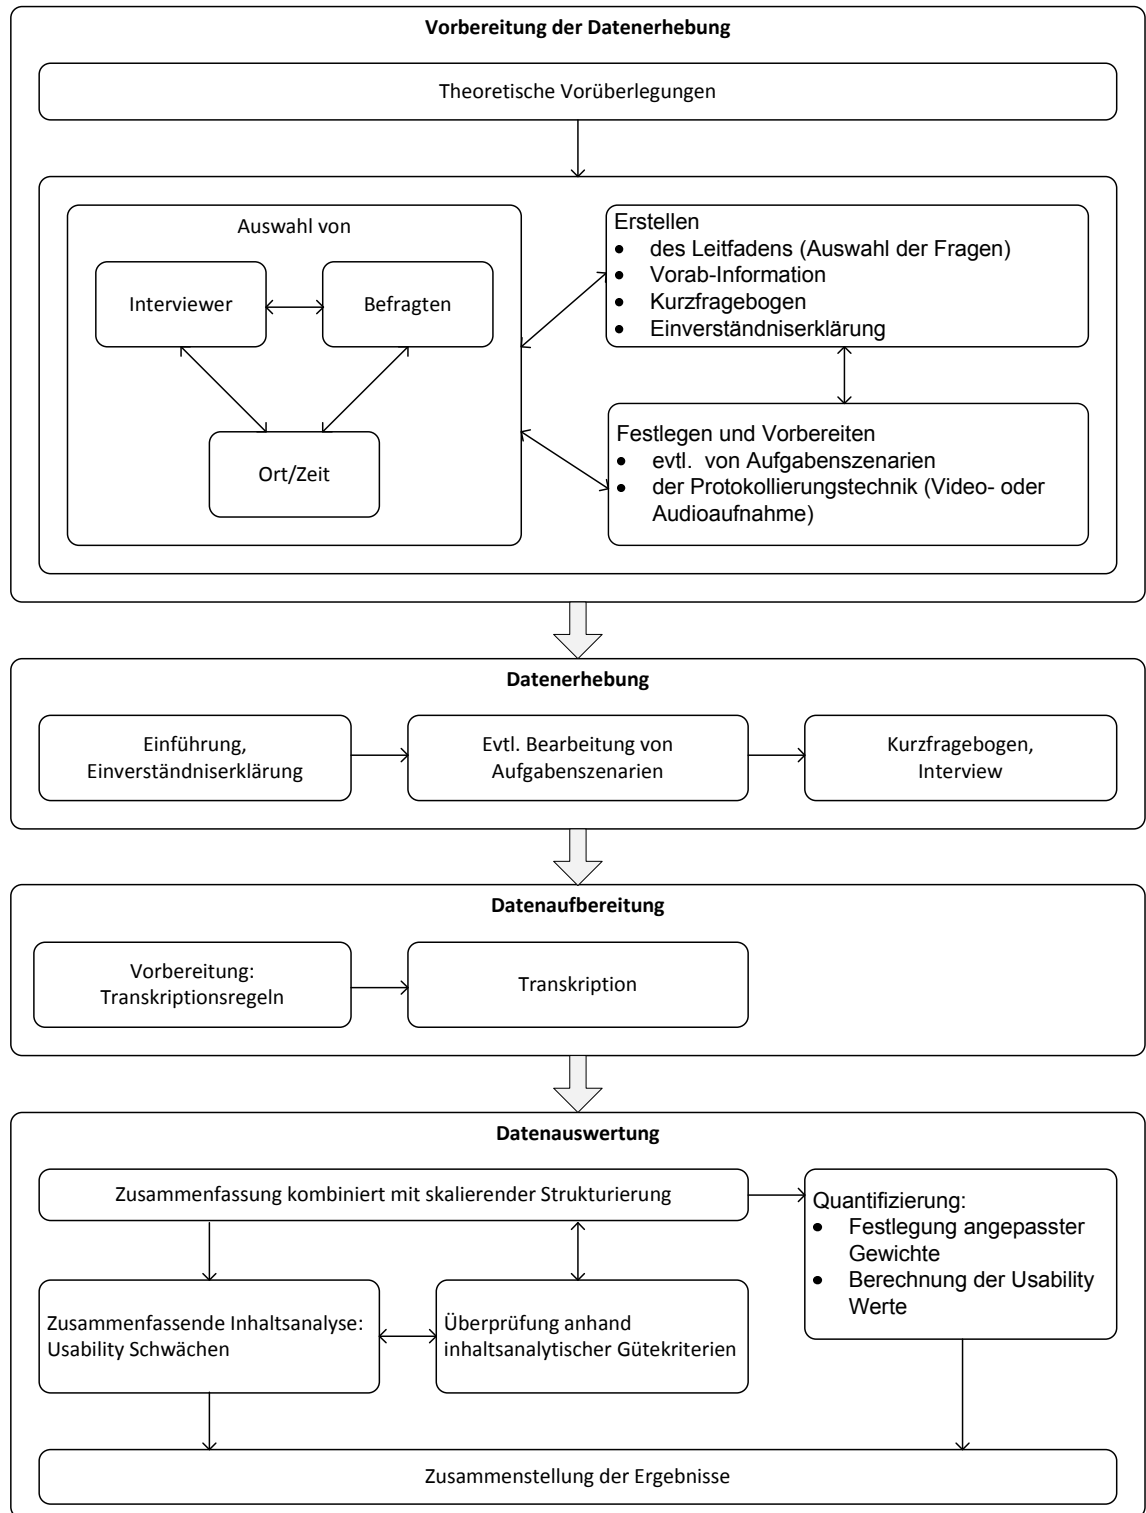 Vorbereitung der Datenerhebung
Theoretische Vorüberlegungen
Auswahl von
Interviewer
Befragten
Ort/Zeit
Erstellen
• des Leitfadens (Auswahl der Fragen)
• Vorab-Information
• Kurzfragebogen
• Einverständniserklärung
Festlegen und Vorbereiten
• evtl. von Aufgabenszenarien
• der Protokollierungstechnik (Video- oder
Audioaufnahme)
Datenerhebung
Einführung,
Einverständniserklärung
Evtl. Bearbeitung von
Aufgabenszenarien
Kurzfragebogen,
Interview
Datenaufbereitung
Vorbereitung:
Transkriptionsregeln
Transkription
Datenauswertung
Zusammenfassung kombiniert mit skalierender Strukturierung
Quantifizierung:
• Festlegung angepasster
Gewichte
• Berechnung der Usability
Werte
Zusammenfassende Inhaltsanalyse:
Usability Schwächen
Überprüfung anhand
inhaltsanalytischer Gütekriterien
Zusammenstellung der Ergebnisse